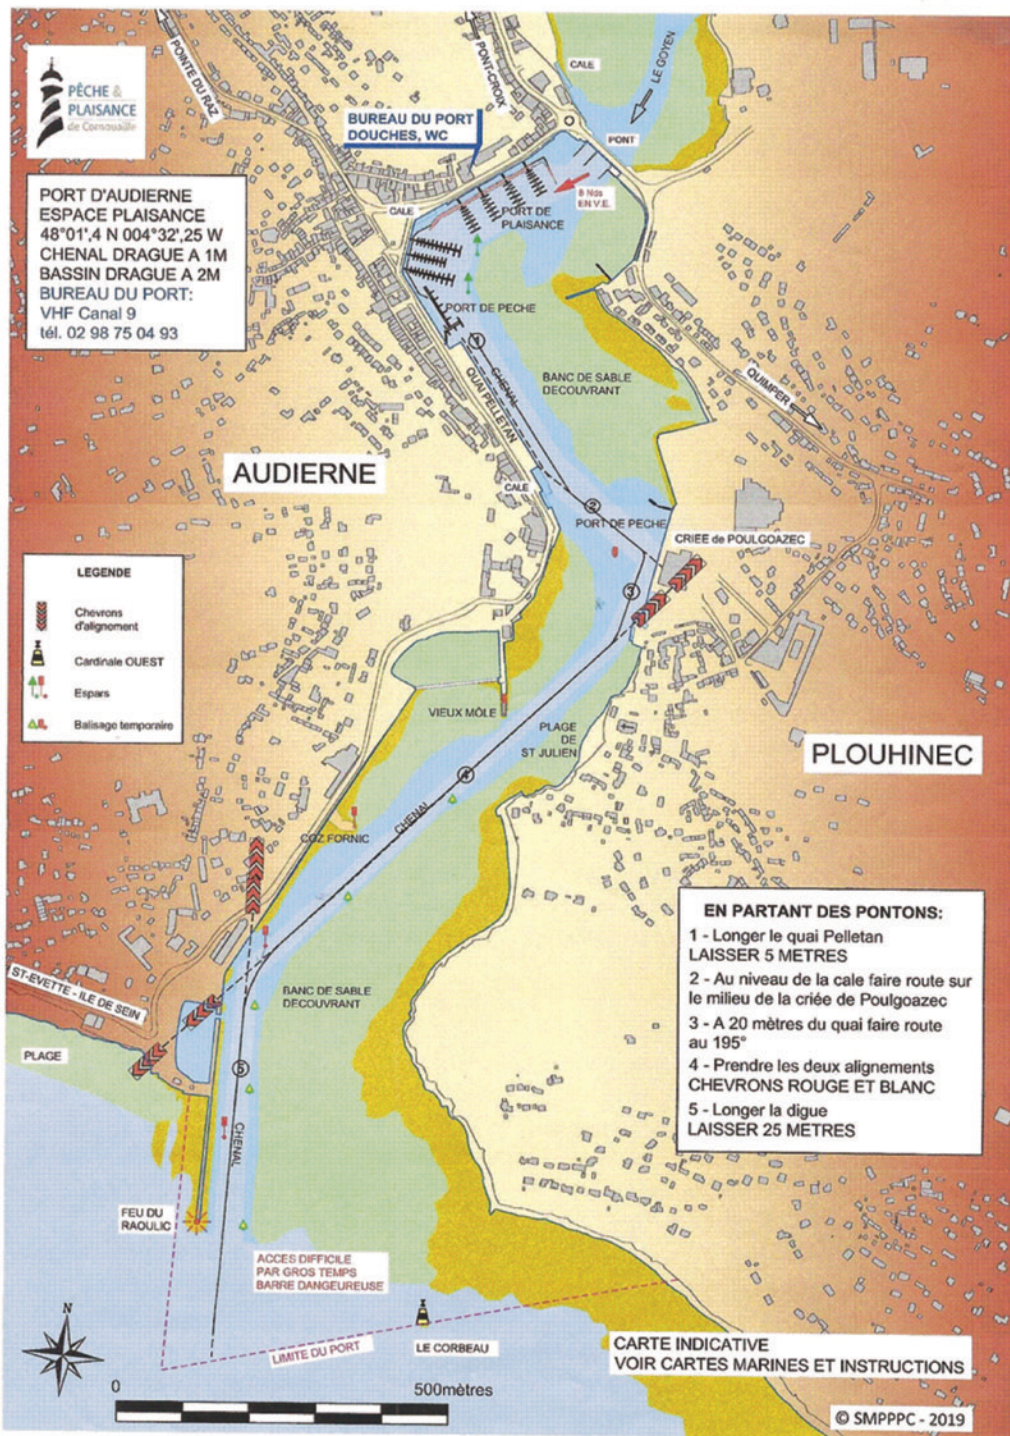 PÊCHE &
PLAISANCE
de Cornouaille
POINTE DU RAZ
PONT-CROIX
CALE
LE GOYEN
BUREAU DU PORT
DOUCHES, WC
PONT
PORT D'AUDIERNE
ESPACE PLAISANCE
48°01',4 N 004°32',25 W
CHENAL DRAGUE A 1M
BASSIN DRAGUE A 2M
BUREAU DU PORT:
VHF Canal 9
tél. 02 98 75 04 93
CALE
PORT DE
PLAISANCE
6 Nds
EN V.E.
PORT DE PECHE
1
CHENAL
QUAI PELLETAN
BANC DE SABLE
DECOUVRANT
QUIMPER
AUDIERNE
CALE
2
PORT DE PECHE
CRIEE de POULGOAZEC
3
LEGENDE
Chevrons
d'alignement
Cardinale OUEST
Espars
Balisage temporaire
VIEUX MÔLE
PLAGE
DE
ST JULIEN
PLOUHINEC
4
CHENAL
COZ FORNIC
EN PARTANT DES PONTONS:
1 - Longer le quai Pelletan
LAISSER 5 METRES
2 - Au niveau de la cale faire route sur
le milieu de la criée de Poulgoazec
3 - A 20 mètres du quai faire route
au 195°
4 - Prendre les deux alignements
CHEVRONS ROUGE ET BLANC
5 - Longer la digue
LAISSER 25 METRES
ST-EVETTE - ILE DE SEIN
BANC DE SABLE
DECOUVRANT
PLAGE
5
CHENAL
FEU DU
RAOULIC
ACCES DIFFICILE
PAR GROS TEMPS
BARRE DANGEUREUSE
N
LIMITE DU PORT
LE CORBEAU
CARTE INDICATIVE
VOIR CARTES MARINES ET INSTRUCTIONS
0
500mètres
© SMPPPC - 2019